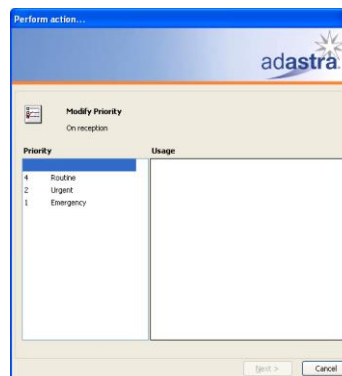 Perform action...
adastra
Modify Priority
On reception
Priority Usage
4 Routine
2 Urgent
1 Emergency
Next > Cancel